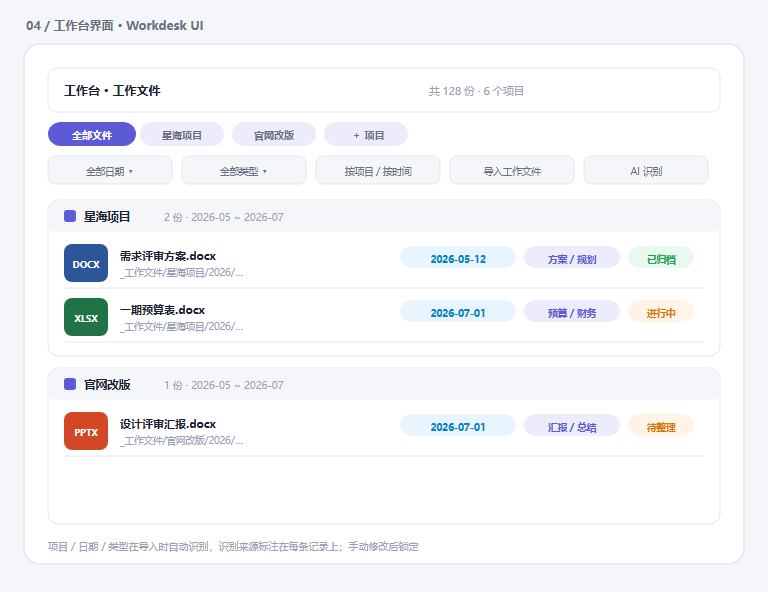 04 / 工作台界面 · Workdesk UI
工作台 · 工作文件
共 128 份 · 6 个项目
全部文件
星海项目
官网改版
+ 项目
全部日期 ▾
全部类型 ▾
按项目 / 按时间
导入工作文件
AI 识别
星海项目
2 份 · 2026-05 ~ 2026-07
DOCX
需求评审方案.docx
_工作文件/星海项目/2026/...
2026-05-12
方案 / 规划
已归档
XLSX
一期预算表.docx
_工作文件/星海项目/2026/...
2026-07-01
预算 / 财务
进行中
官网改版
1 份 · 2026-05 ~ 2026-07
PPTX
设计评审汇报.docx
_工作文件/官网改版/2026/...
2026-07-01
汇报 / 总结
待整理
项目 / 日期 / 类型在导入时自动识别，识别来源标注在每条记录上；手动修改后锁定